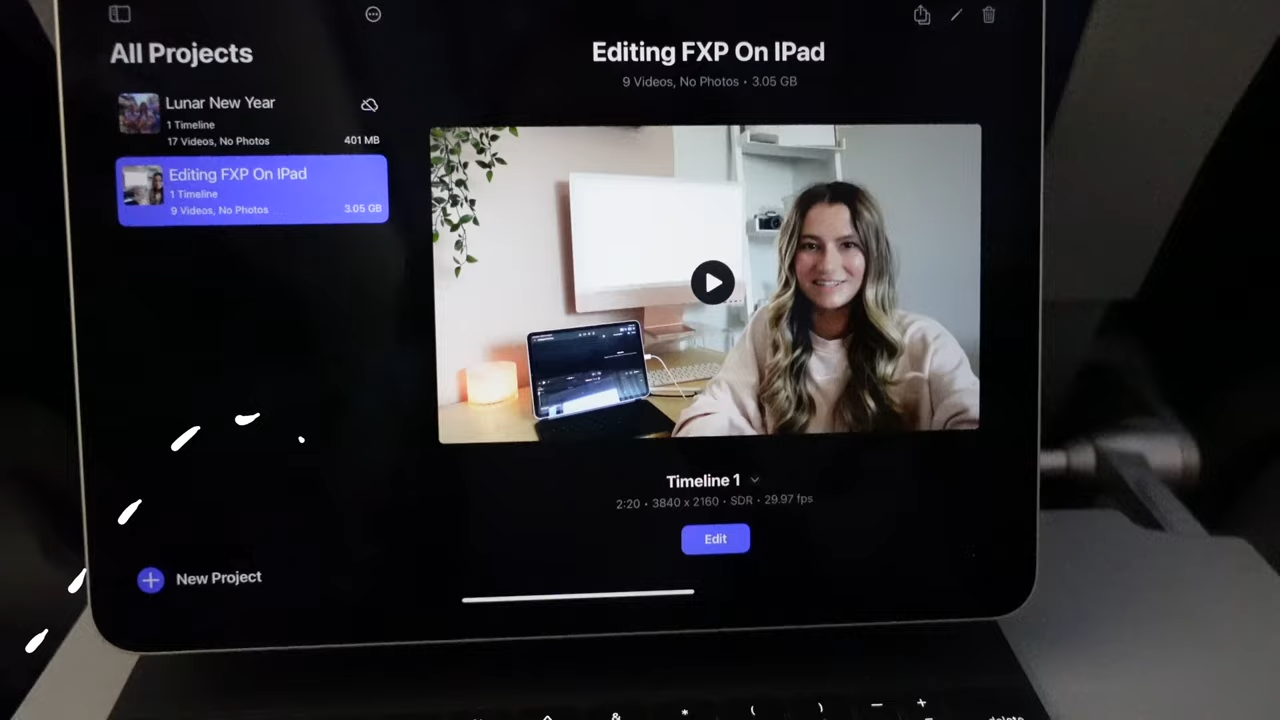 All Projects
Lunar New Year
1 Timeline
17 Videos, No Photos
401 MB
Editing FXP On IPad
1 Timeline
9 Videos, No Photos
3.05 GB
New Project
Editing FXP On IPad
9 Videos, No Photos • 3.05 GB
Timeline 1
2:20 • 3840 x 2160 • SDR • 29.97 fps
Edit
& * ( ) — +
delete